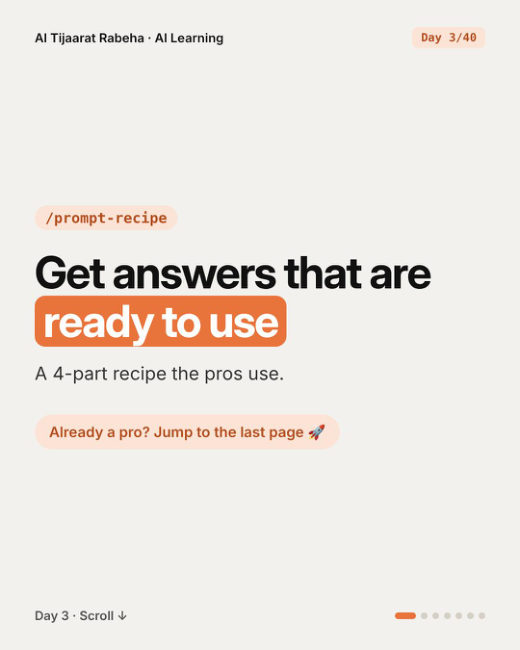 AI Tijaarat Rabeha · AI Learning
Day 3/40
/prompt-recipe
Get answers that are
ready to use
A 4-part recipe the pros use.
Already a pro? Jump to the last page 🚀
Day 3 · Scroll ↓